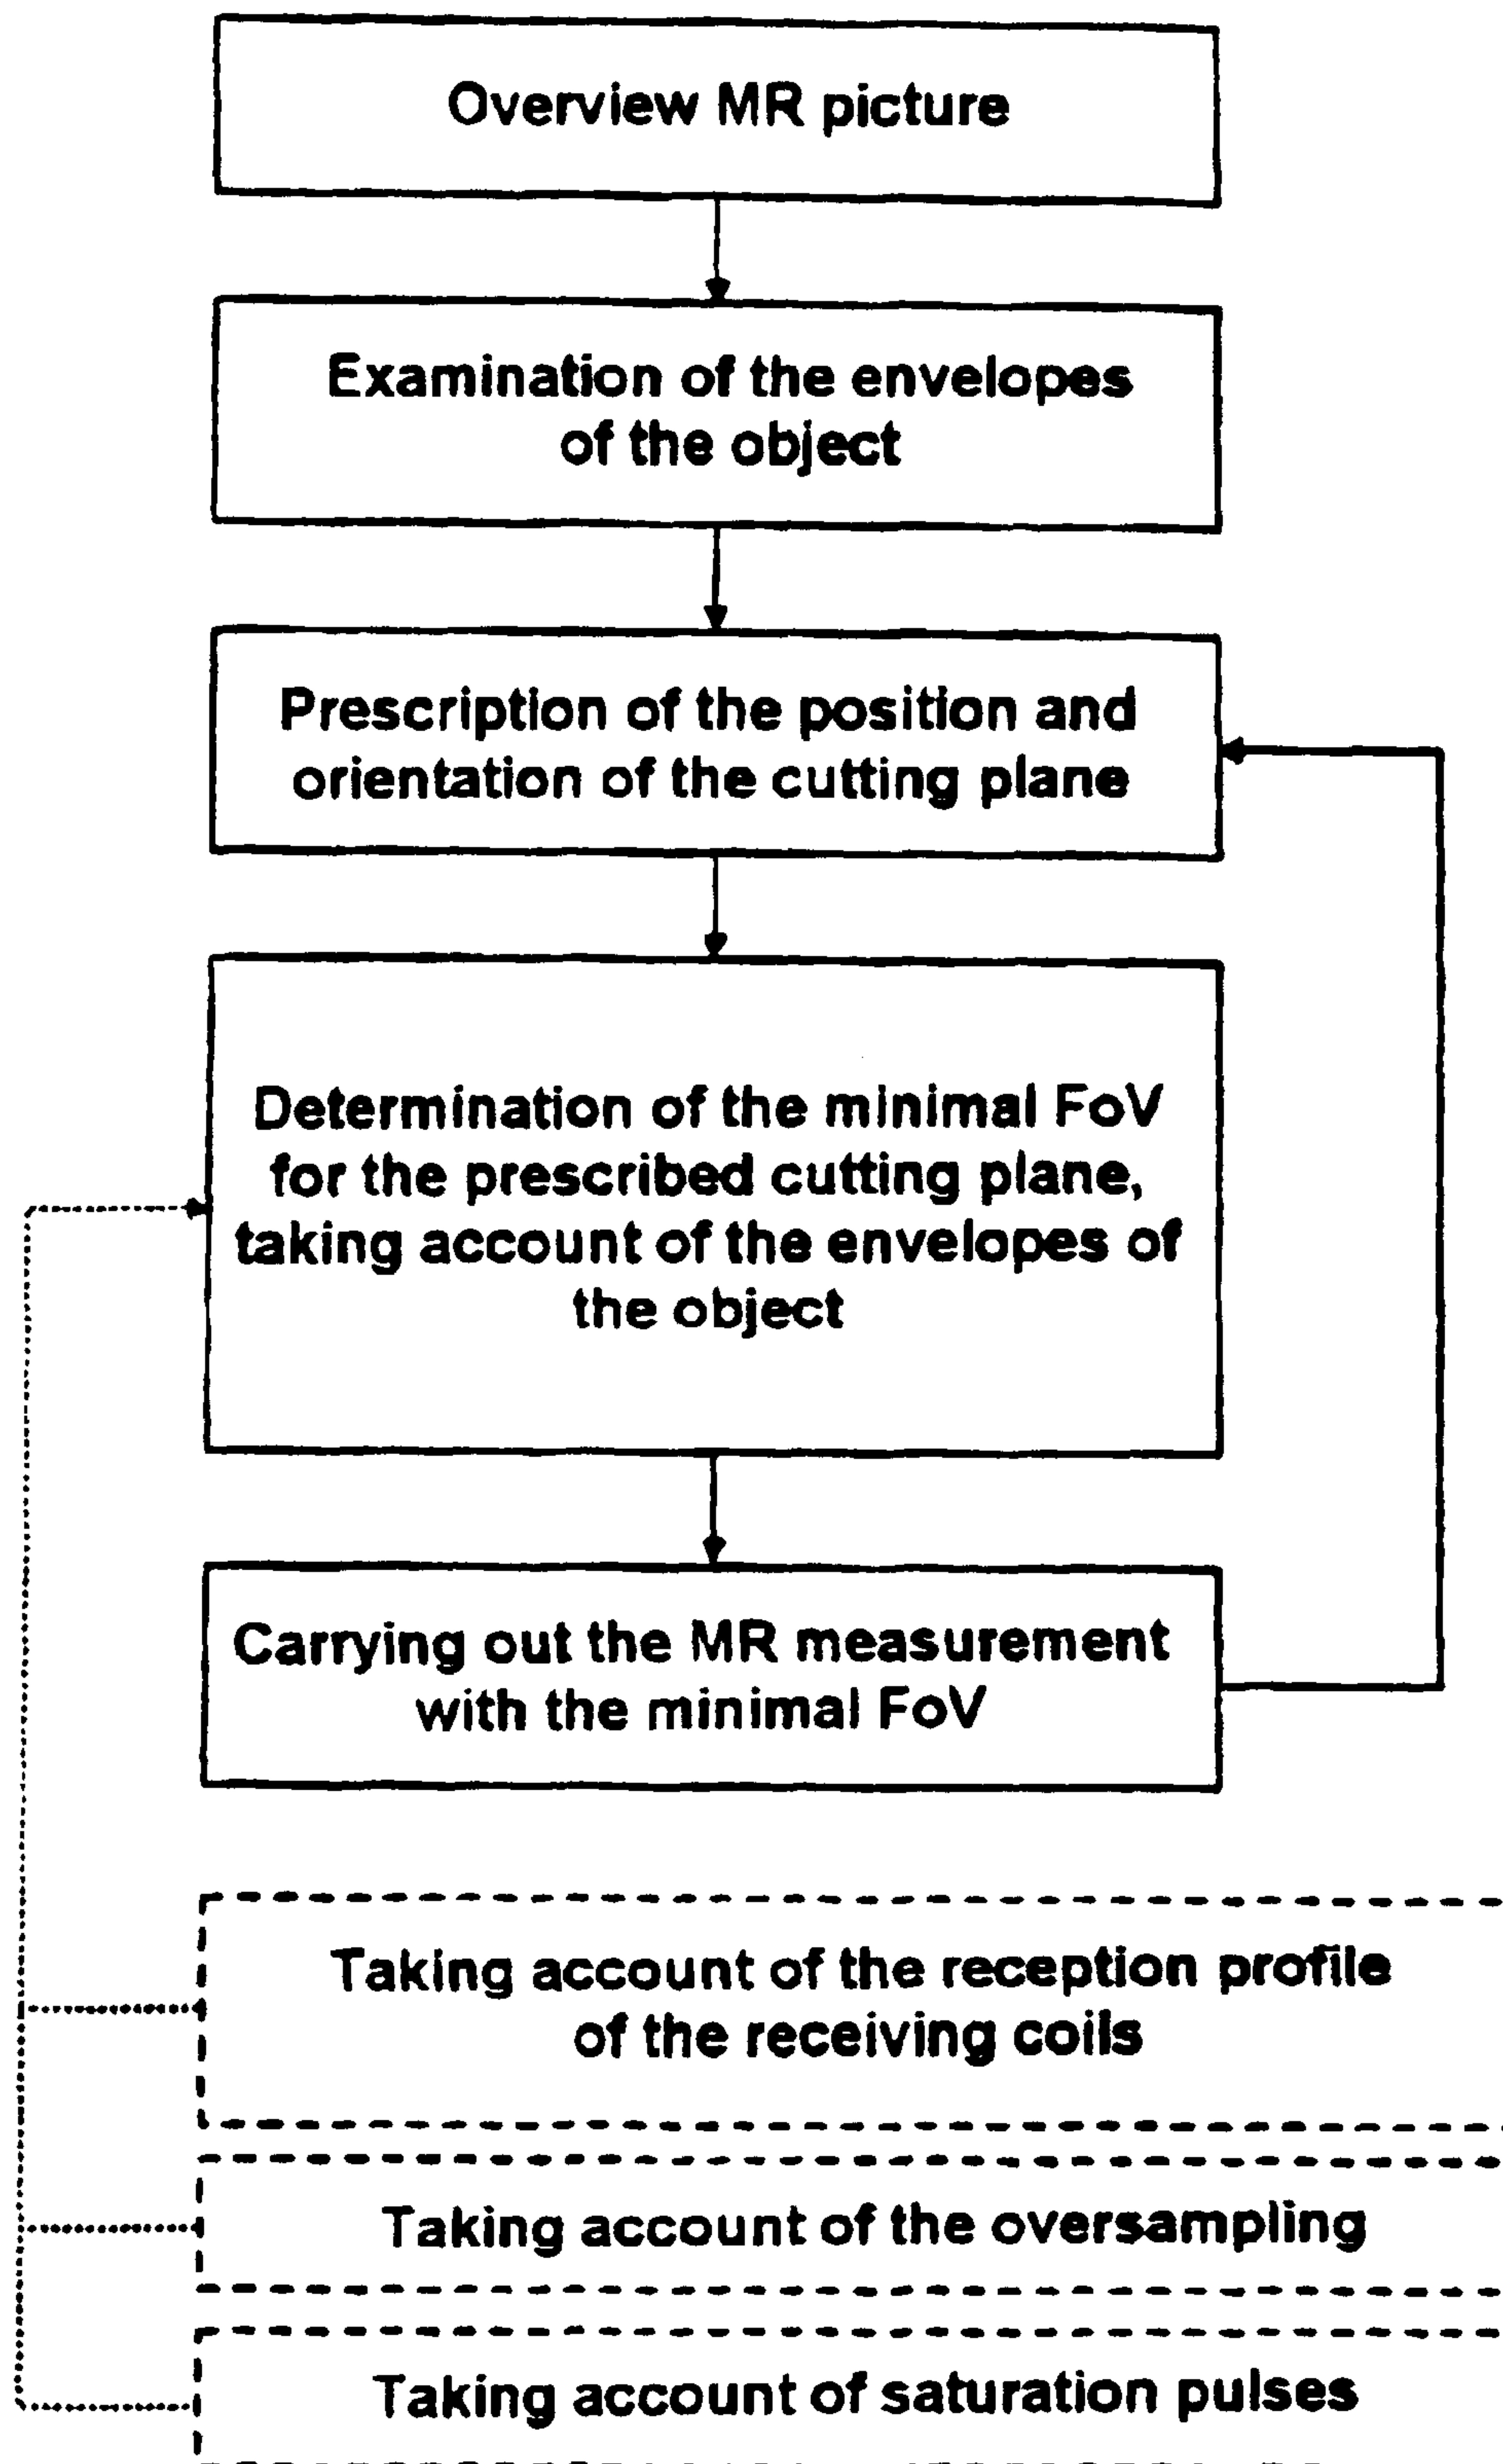 Overview MR picture
Examination of the envelopes
of the object
Prescription of the position and
orientation of the cutting plane
Determination of the minimal FoV
for the prescribed cutting plane,
taking account of the envelopes of
the object
Carrying out the MR measurement
with the minimal FoV
Taking account of the reception profile
of the receiving coils
Taking account of the oversampling
Taking account of saturation pulses